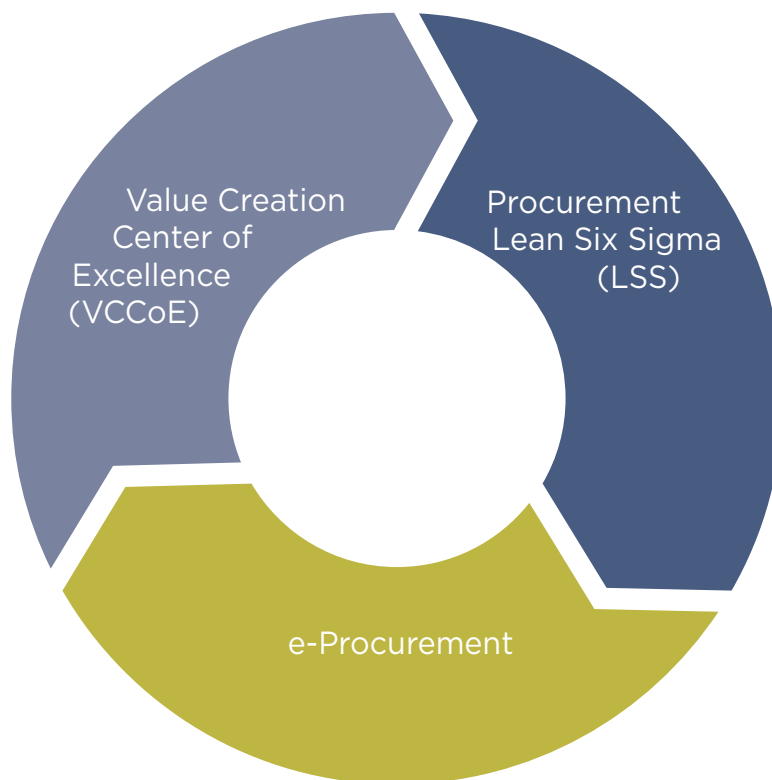 Value Creation
Center of
Excellence
(VCCoE)
Procurement
Lean Six Sigma
(LSS)
e-Procurement